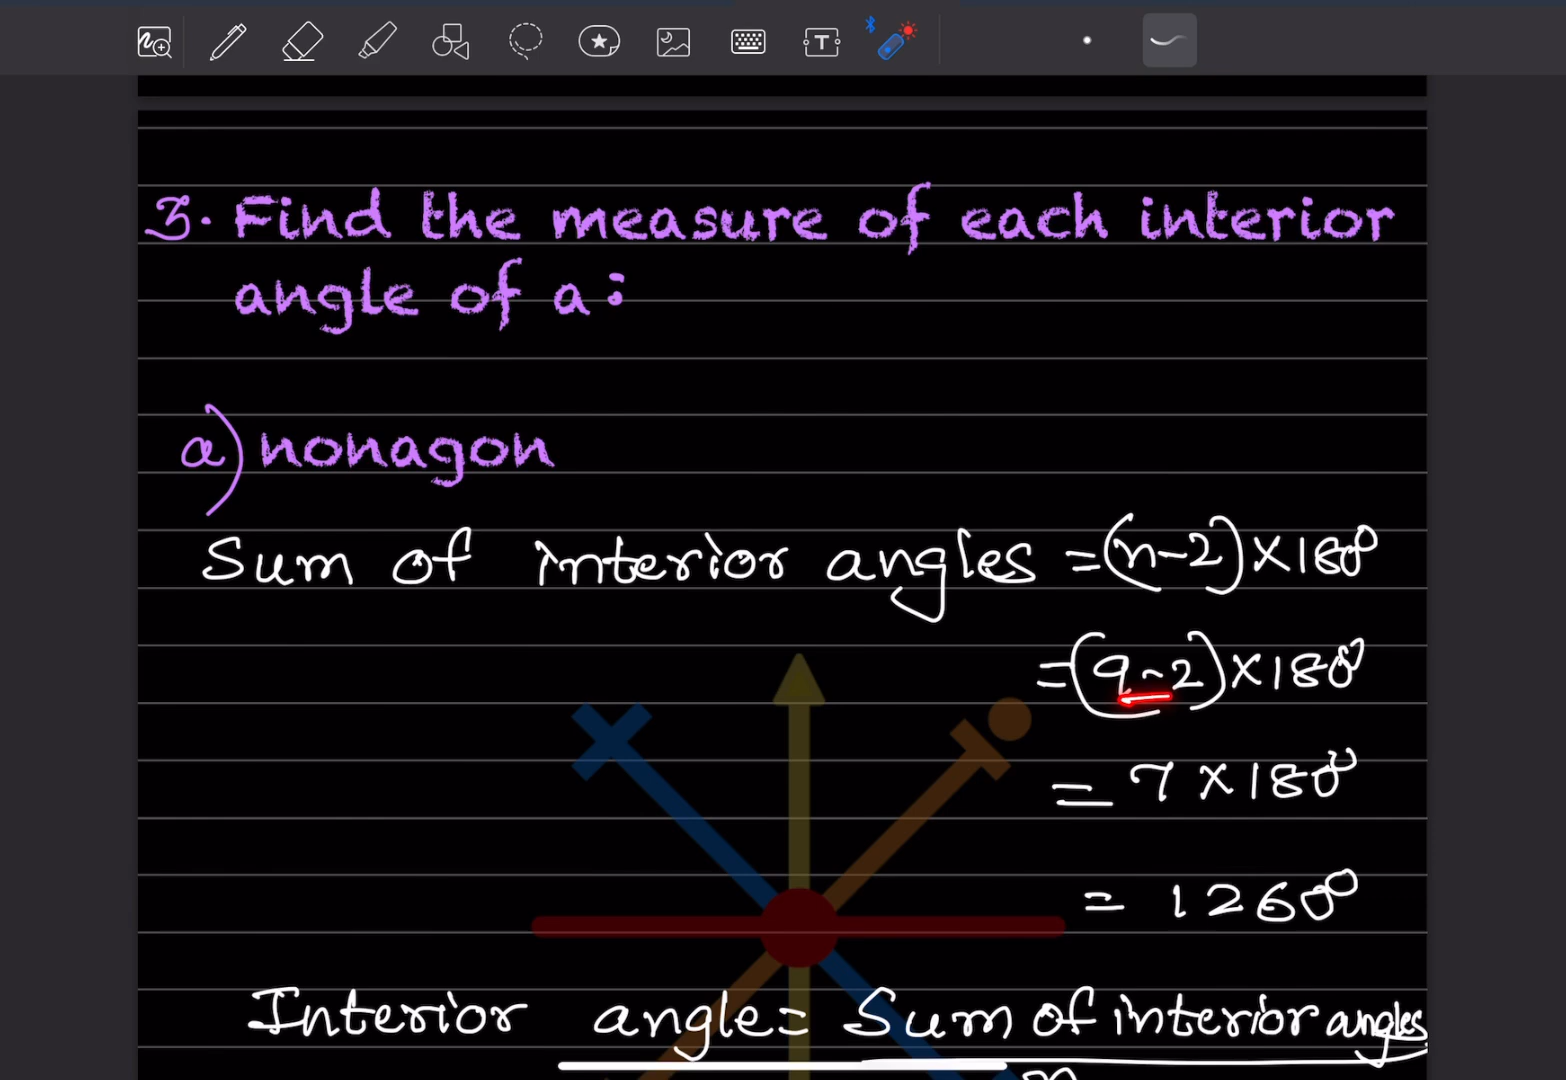 3. Find the measure of each interior
angle of a:
a) nonagon
Sum of interior angles = (n-2) × 180°
= (9-2) × 180°
= 7 × 180°
= 1260°
Interior angle = Sum of interior angles
n